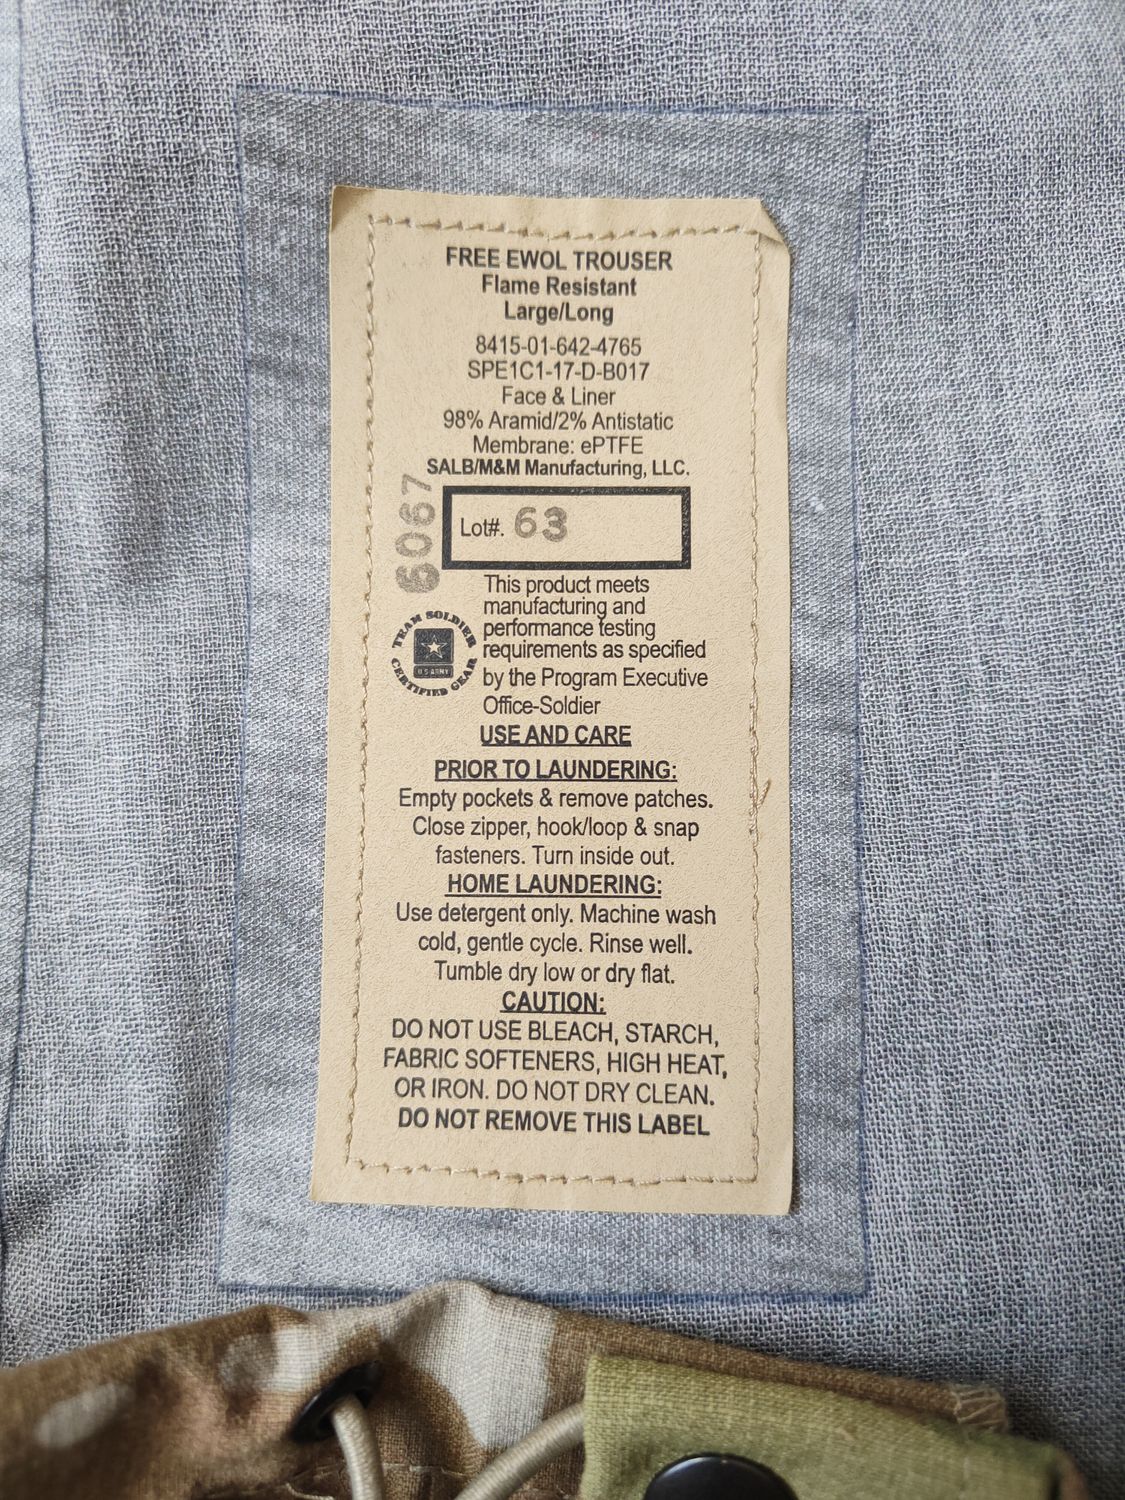 FREE EWOL TROUSER
Flame Resistant
Large/Long
8415-01-642-4765
SPE1C1-17-D-B017
Face & Liner
98% Aramid/2% Antistatic
Membrane: ePTFE
SALB/M&M Manufacturing, LLC.
6067
Lot#. 63
This product meets
manufacturing and
performance testing
requirements as specified
by the Program Executive
Office-Soldier
TEAM SOLDIER
U.S. ARMY
CERTIFIED GEAR
USE AND CARE
PRIOR TO LAUNDERING:
Empty pockets & remove patches.
Close zipper, hook/loop & snap
fasteners. Turn inside out.
HOME LAUNDERING:
Use detergent only. Machine wash
cold, gentle cycle. Rinse well.
Tumble dry low or dry flat.
CAUTION:
DO NOT USE BLEACH, STARCH,
FABRIC SOFTENERS, HIGH HEAT,
OR IRON. DO NOT DRY CLEAN.
DO NOT REMOVE THIS LABEL